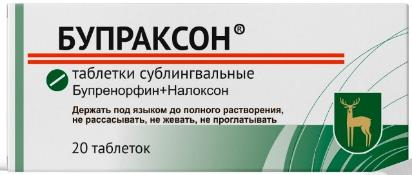 БУПРАКСОН®
таблетки сублингвальные
Бупренорфин+Налоксон
Держать под языком до полного растворения,
не рассасывать, не жевать, не проглатывать
20 таблеток